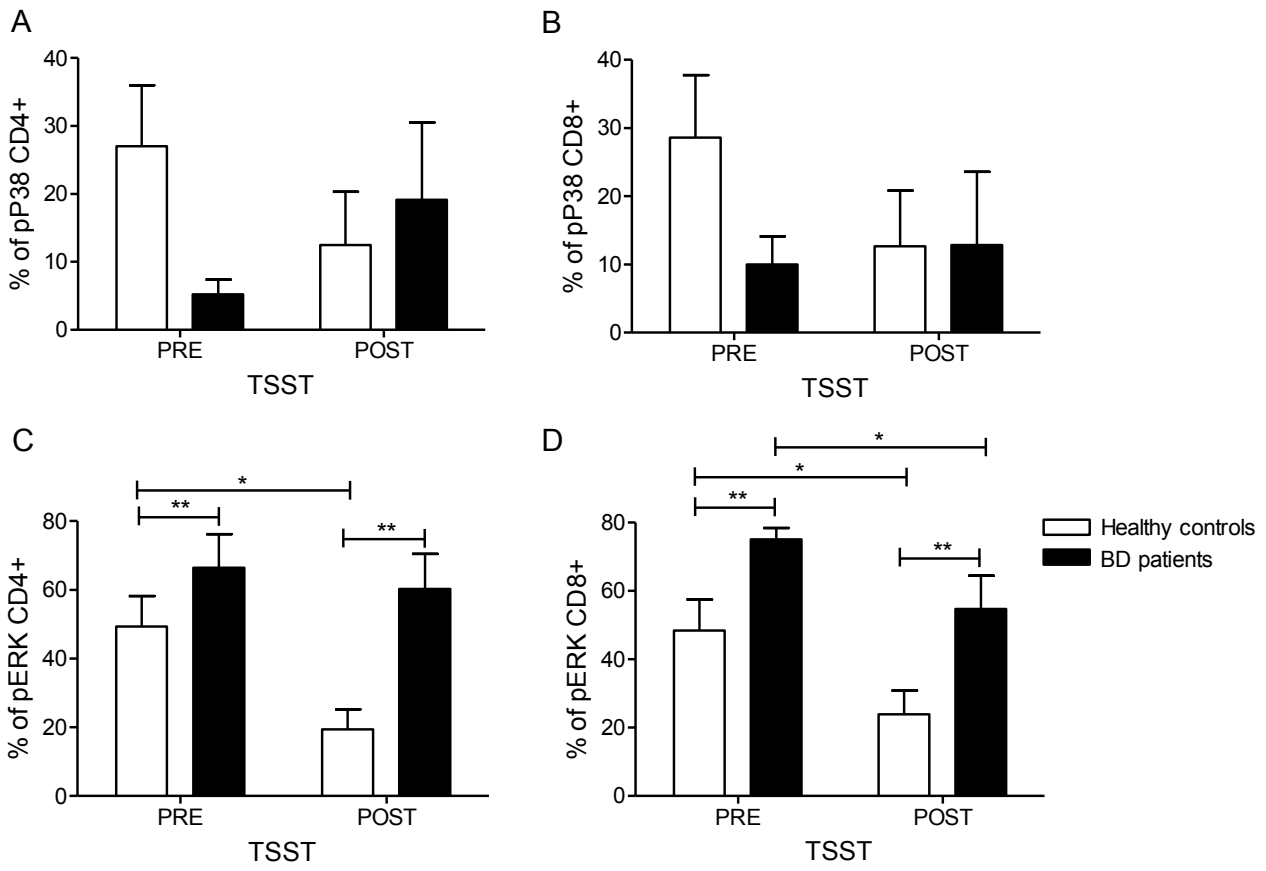 A
% of pP38 CD4+
40
30
20
10
0
PRE
POST
TSST
B
% of pP38 CD8+
40
30
20
10
0
PRE
POST
TSST
C
% of pERK CD4+
80
60
40
20
0
*
**
**
PRE
POST
TSST
D
% of pERK CD8+
80
60
40
20
0
*
*
**
**
PRE
POST
TSST
Healthy controls
BD patients